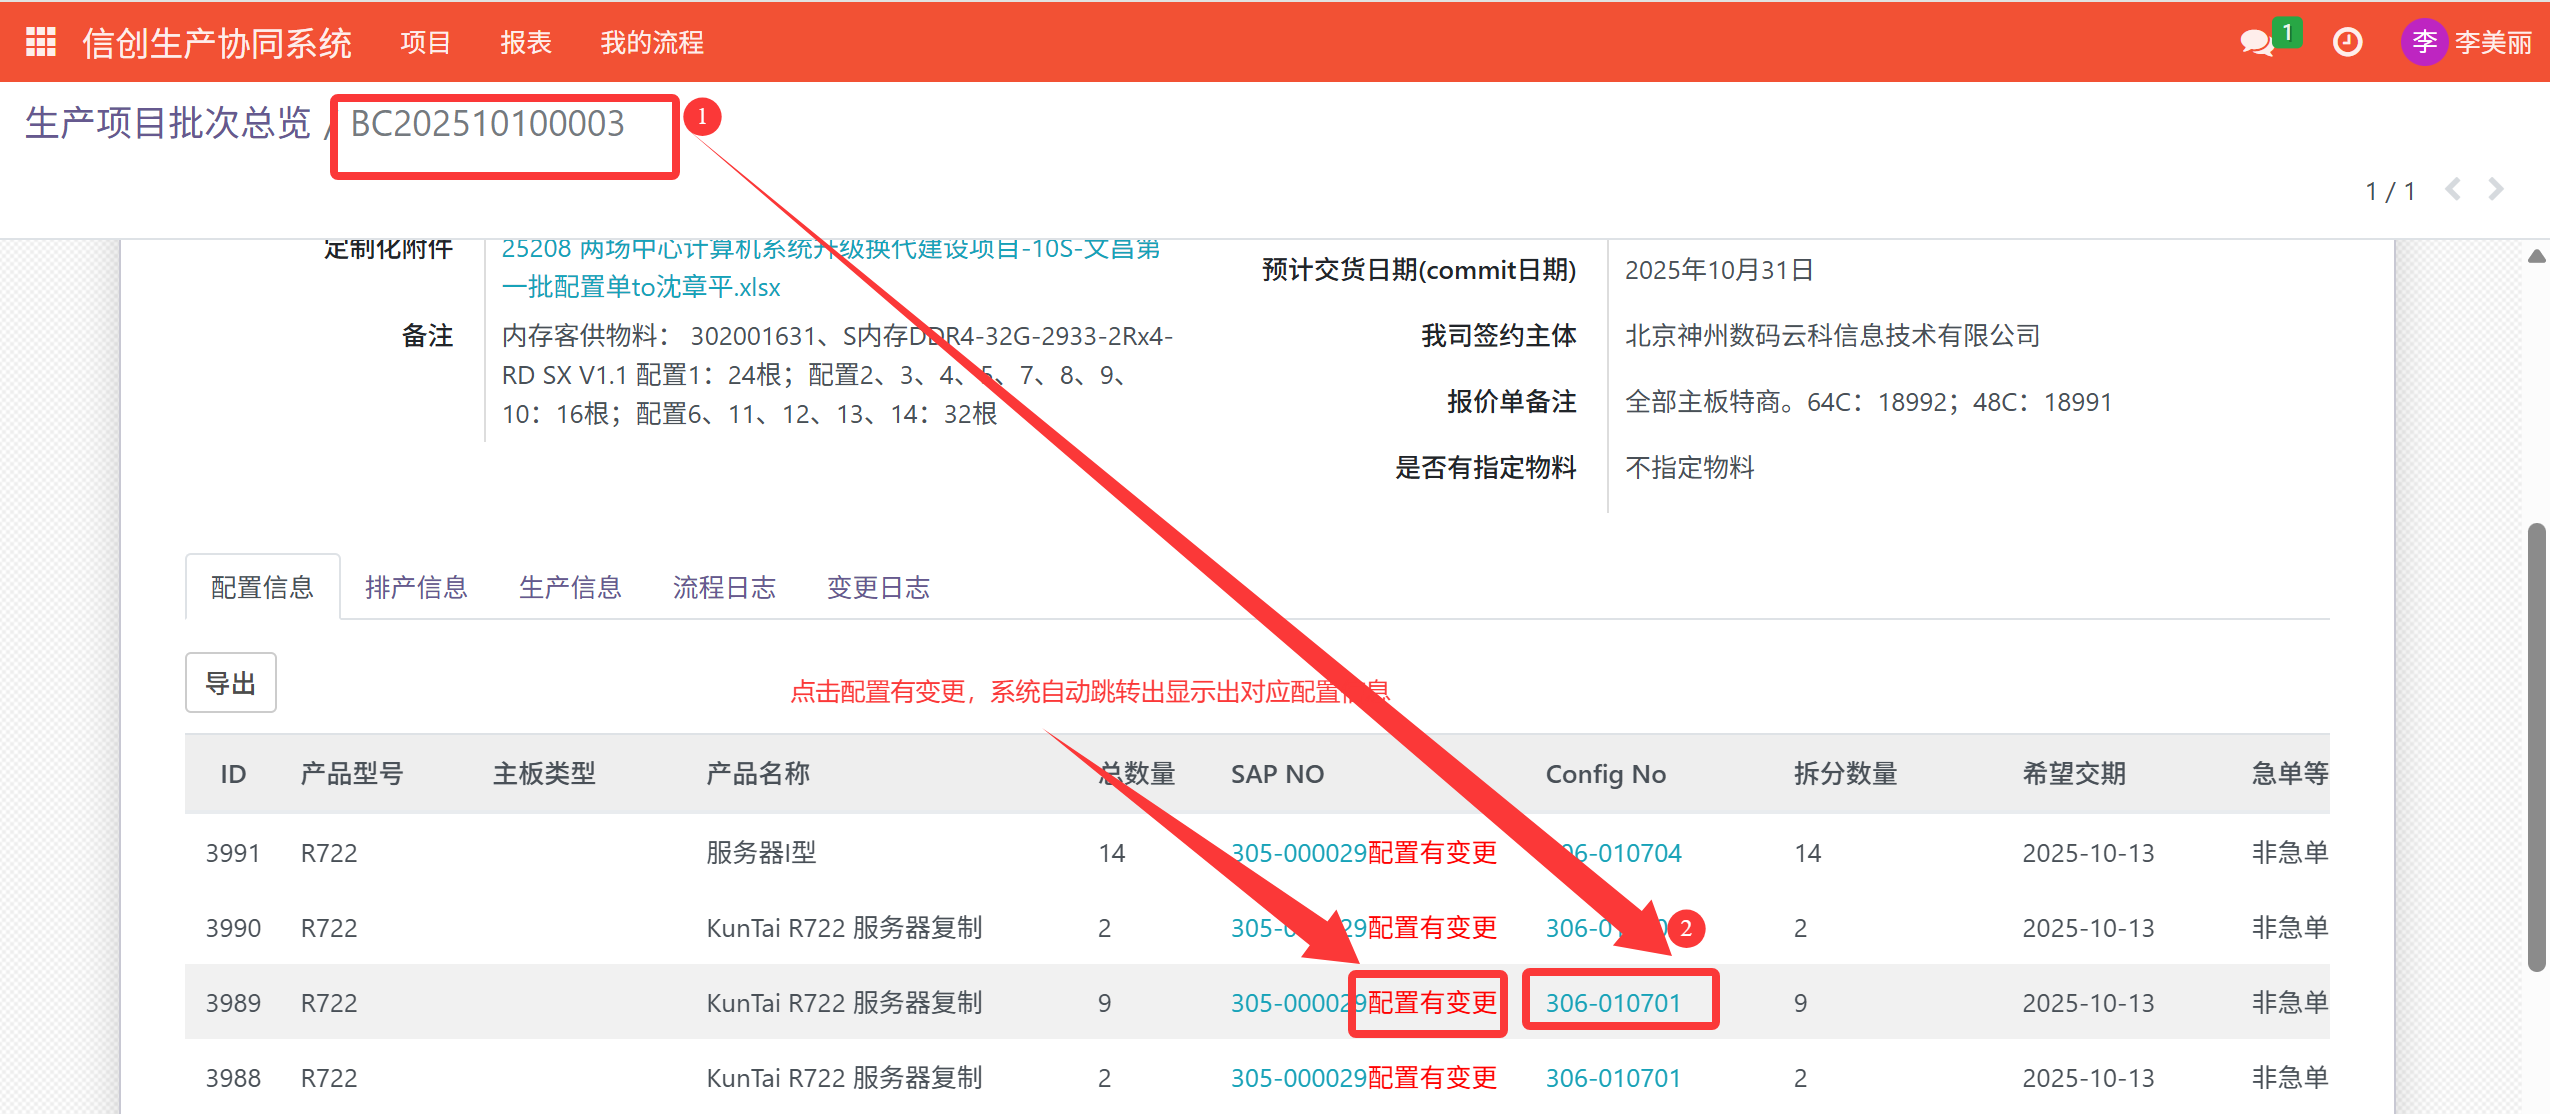 信创生产协同系统 项目 报表 我的流程 1 李 李美丽
生产项目批次总览 / BC202510100003 1
1 / 1
定制化附件 25208 两场中心计算机系统升级换代建设项目-10S-文昌第
一批配置单to沈章平.xlsx
预计交货日期(commit日期) 2025年10月31日
备注 内存客供物料： 302001631、S内存DDR4-32G-2933-2Rx4-
RD SX V1.1 配置1：24根；配置2、3、4、5、7、8、9、
10：16根；配置6、11、12、13、14：32根
我司签约主体 北京神州数码云科信息技术有限公司
报价单备注 全部主板特商。64C：18992；48C：18991
是否有指定物料 不指定物料
配置信息 排产信息 生产信息 流程日志 变更日志
导出
点击配置有变更，系统自动跳转出显示出对应配置信息
ID 产品型号 主板类型 产品名称 总数量 SAP NO Config No 拆分数量 希望交期 急单等
3991 R722 服务器I型 14 305-000029配置有变更 306-010704 14 2025-10-13 非急单
3990 R722 KunTai R722 服务器复制 2 配置有变更 2 2 2025-10-13 非急单
3989 R722 KunTai R722 服务器复制 9 305-000029配置有变更 306-010701 9 2025-10-13 非急单
3988 R722 KunTai R722 服务器复制 2 305-000029配置有变更 306-010701 2 2025-10-13 非急单